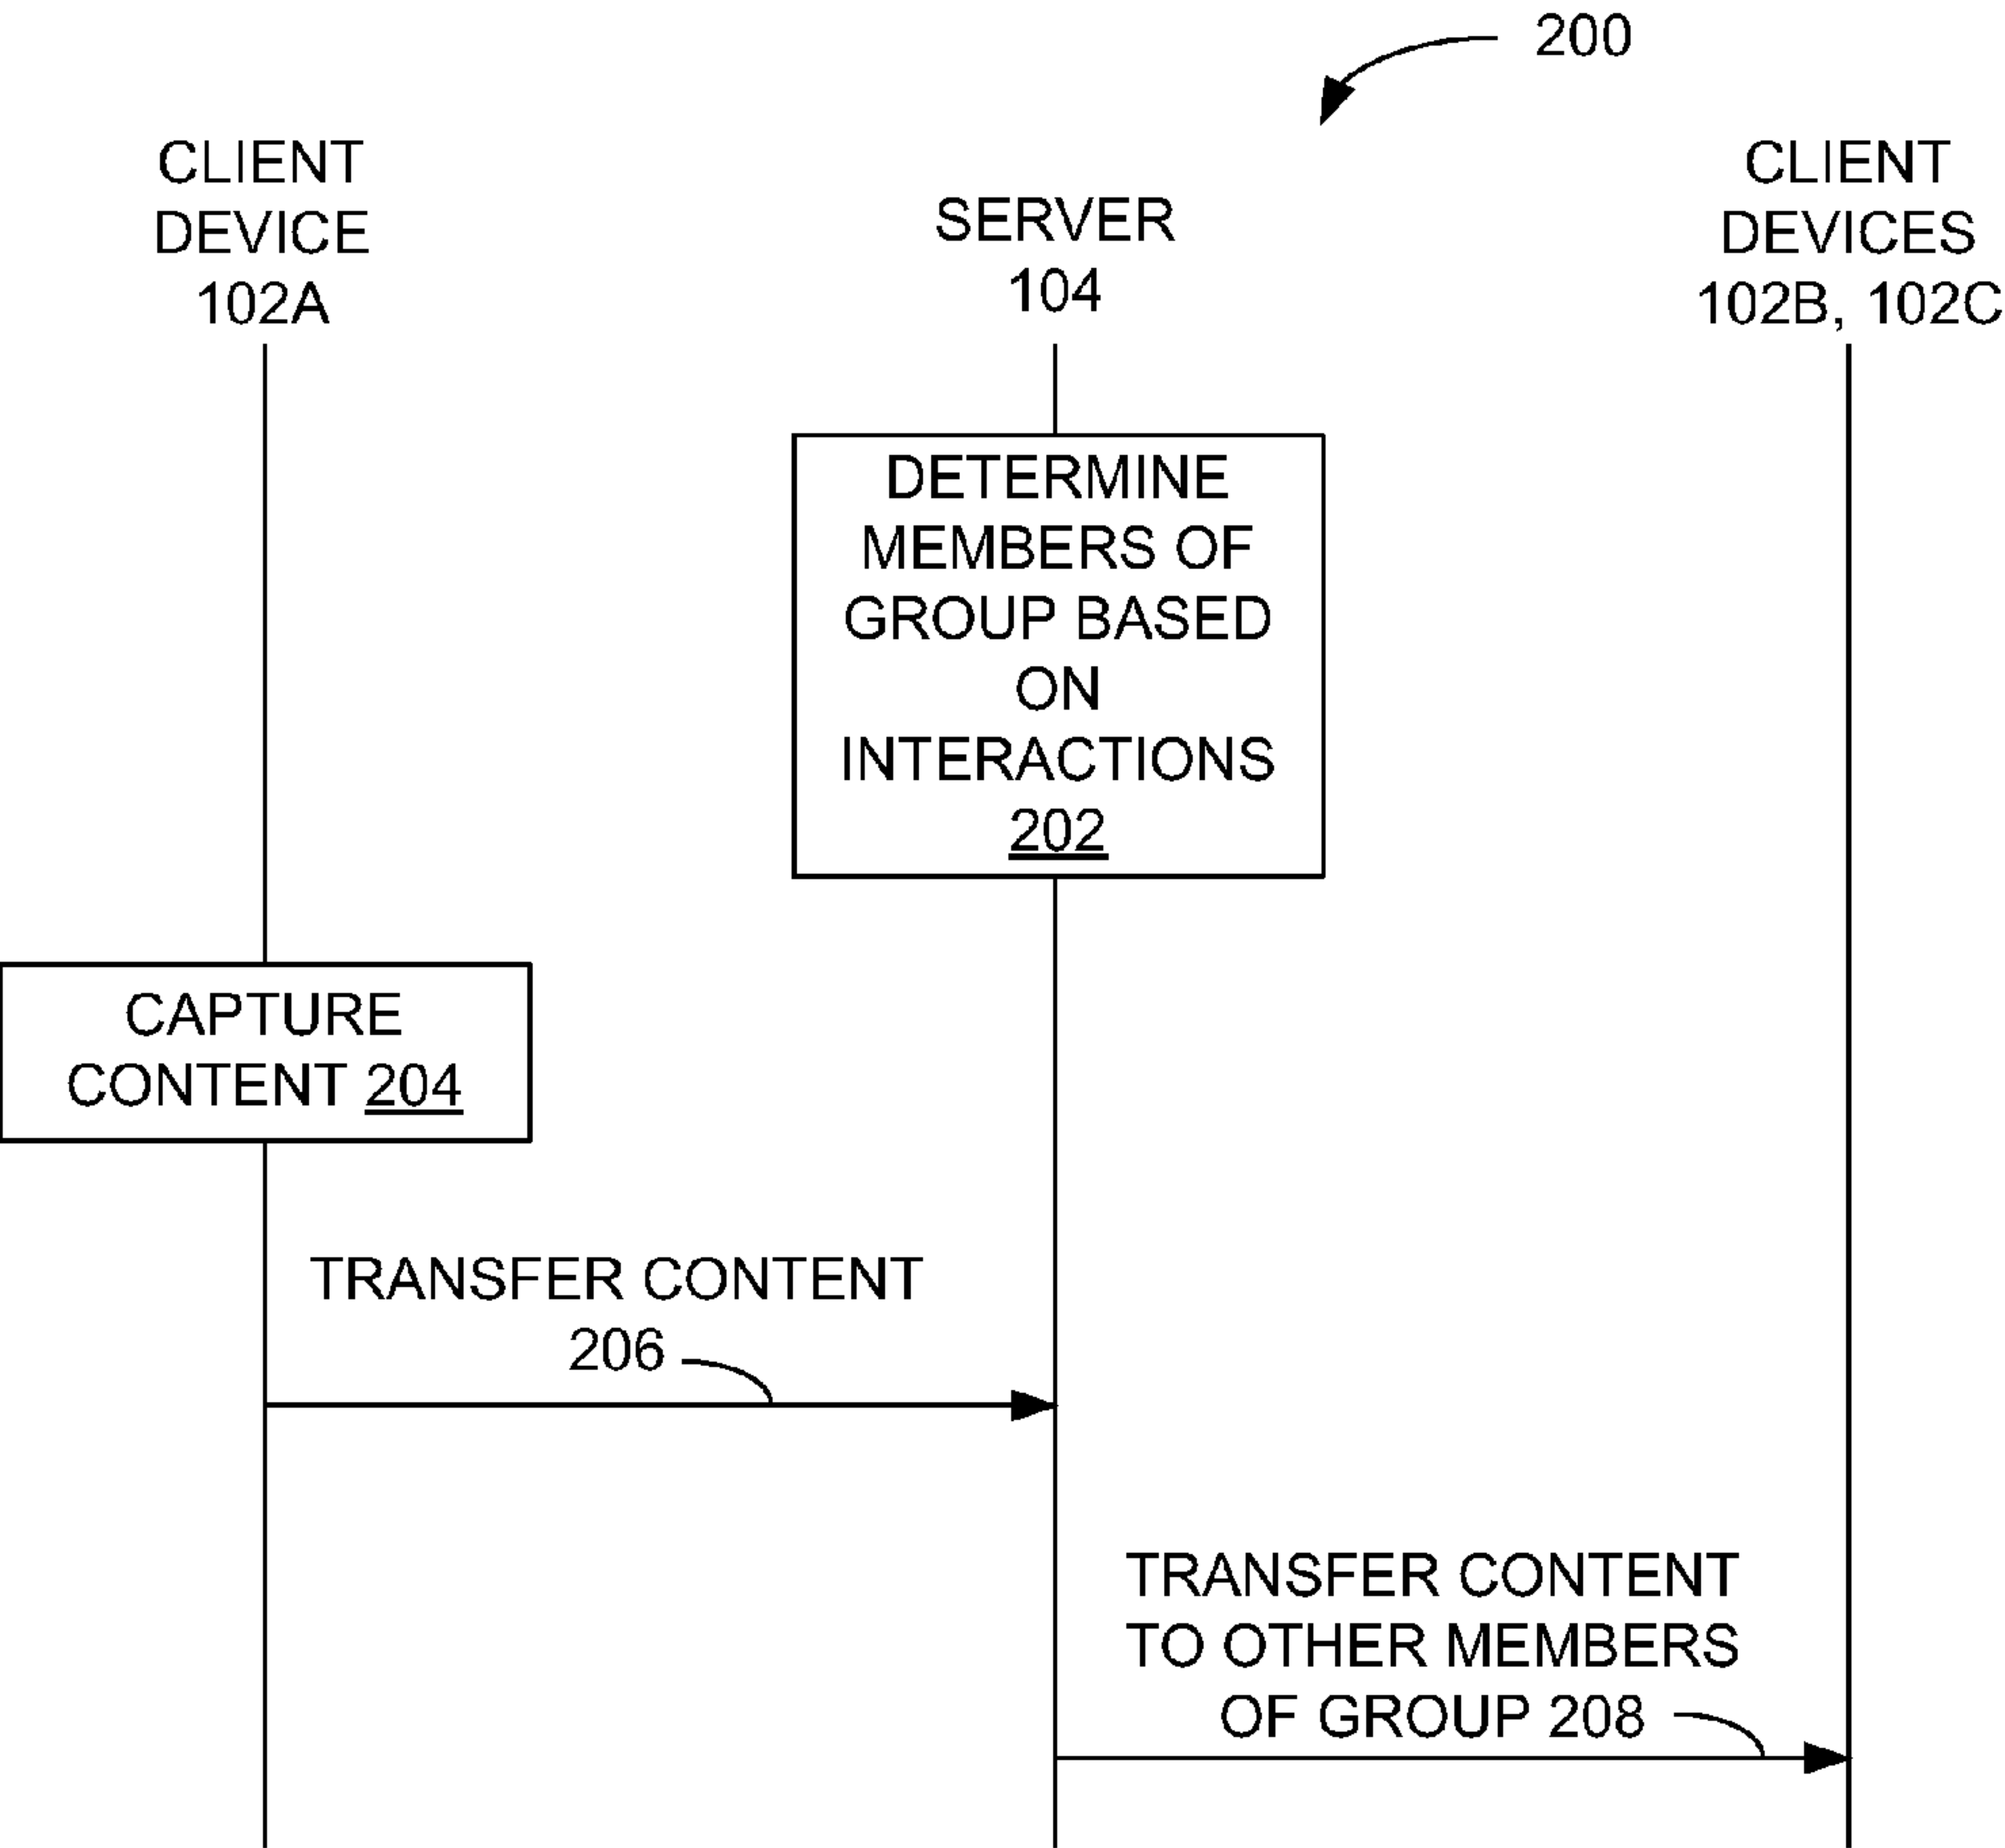 200
CLIENT
DEVICE
102A
SERVER
104
CLIENT
DEVICES
102B, 102C
DETERMINE
MEMBERS OF
GROUP BASED
ON
INTERACTIONS
202
CAPTURE
CONTENT 204
TRANSFER CONTENT
206
TRANSFER CONTENT
TO OTHER MEMBERS
OF GROUP 208